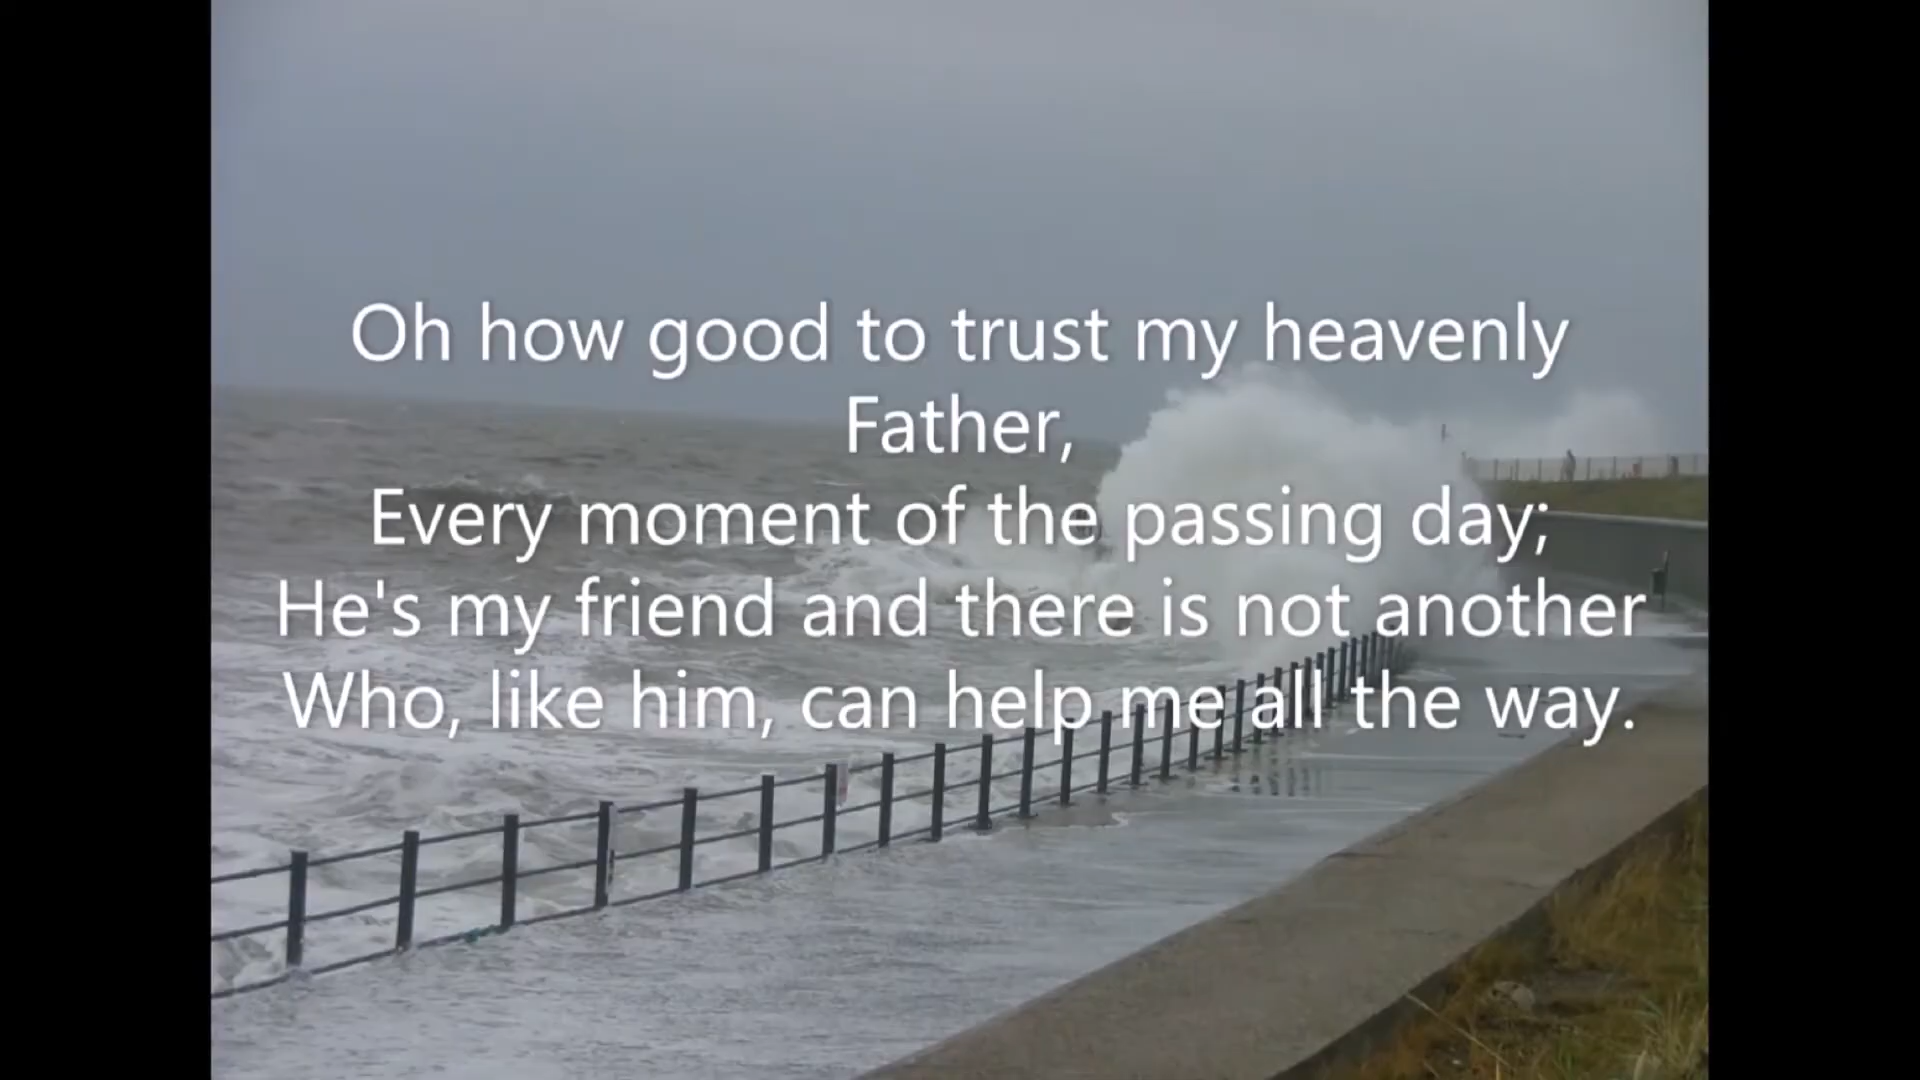 Oh how good to trust my heavenly
Father,
Every moment of the passing day;
He's my friend and there is not another
Who, like him, can help me all the way.